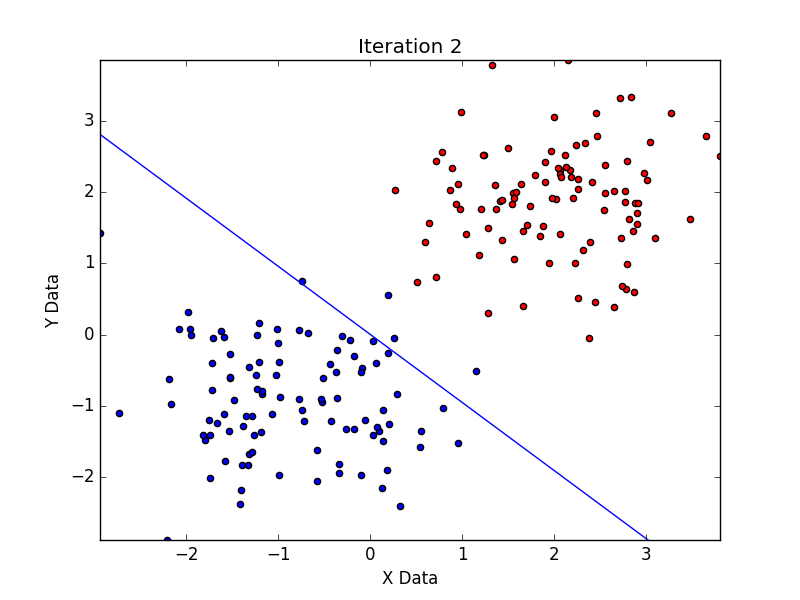 Iteration 2
3
2
1
0
−1
−2
Y Data
−2 −1 0 1 2 3
X Data